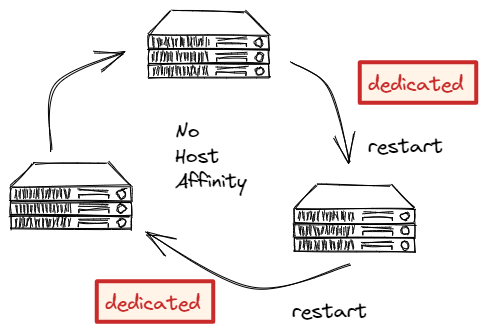 dedicated
No
Host
Affinity
restart
dedicated
restart